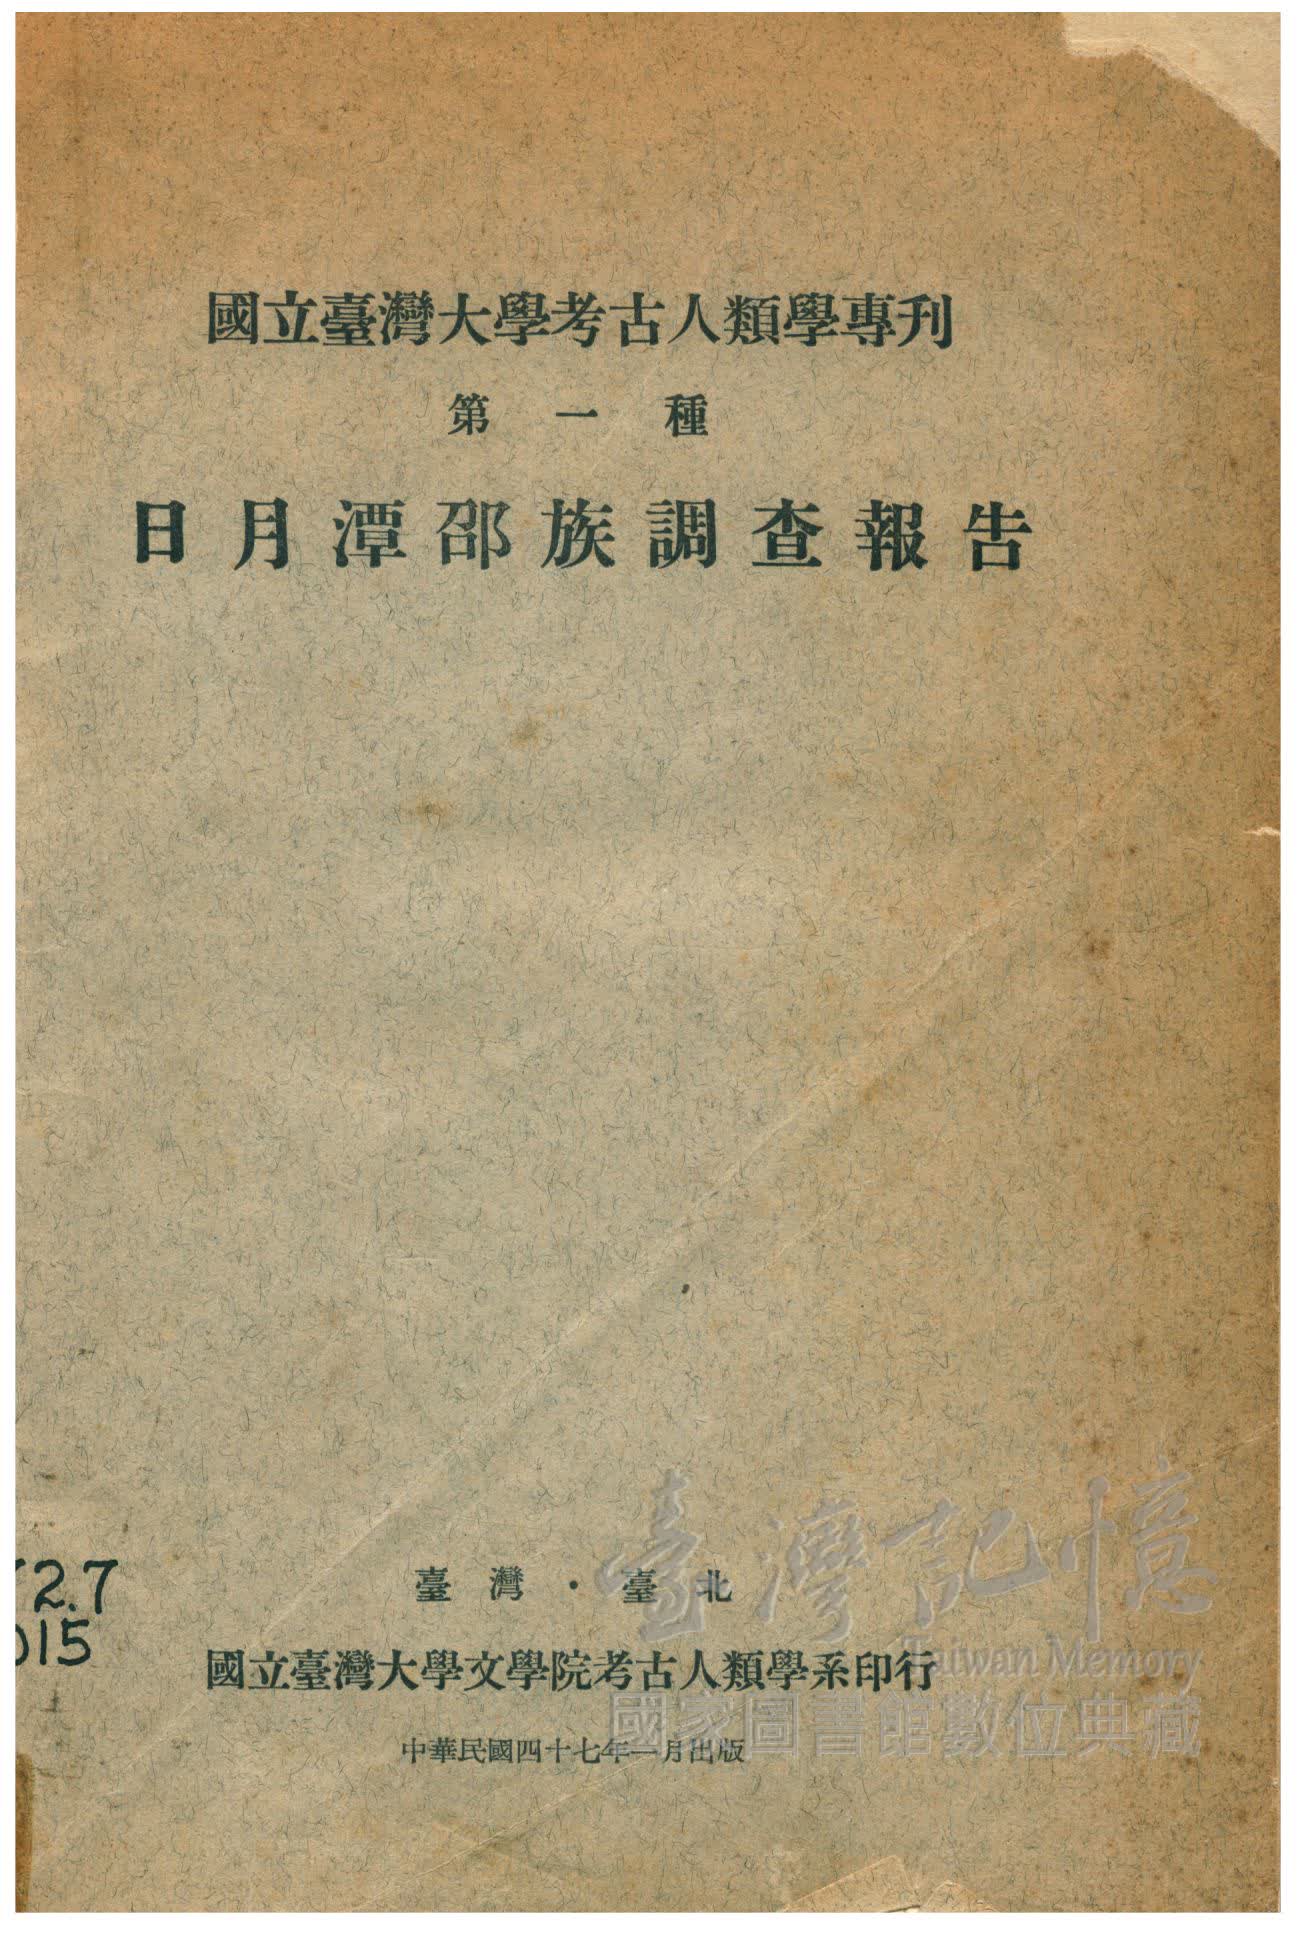 國立臺灣大學考古人類學專刊
第一種
日月潭邵族調查報告
臺灣・臺北
國立臺灣大學文學院考古人類學系印行
中華民國四十七年一月出版
2.7
015
臺灣記憶
Taiwan Memory
國家圖書館數位典藏